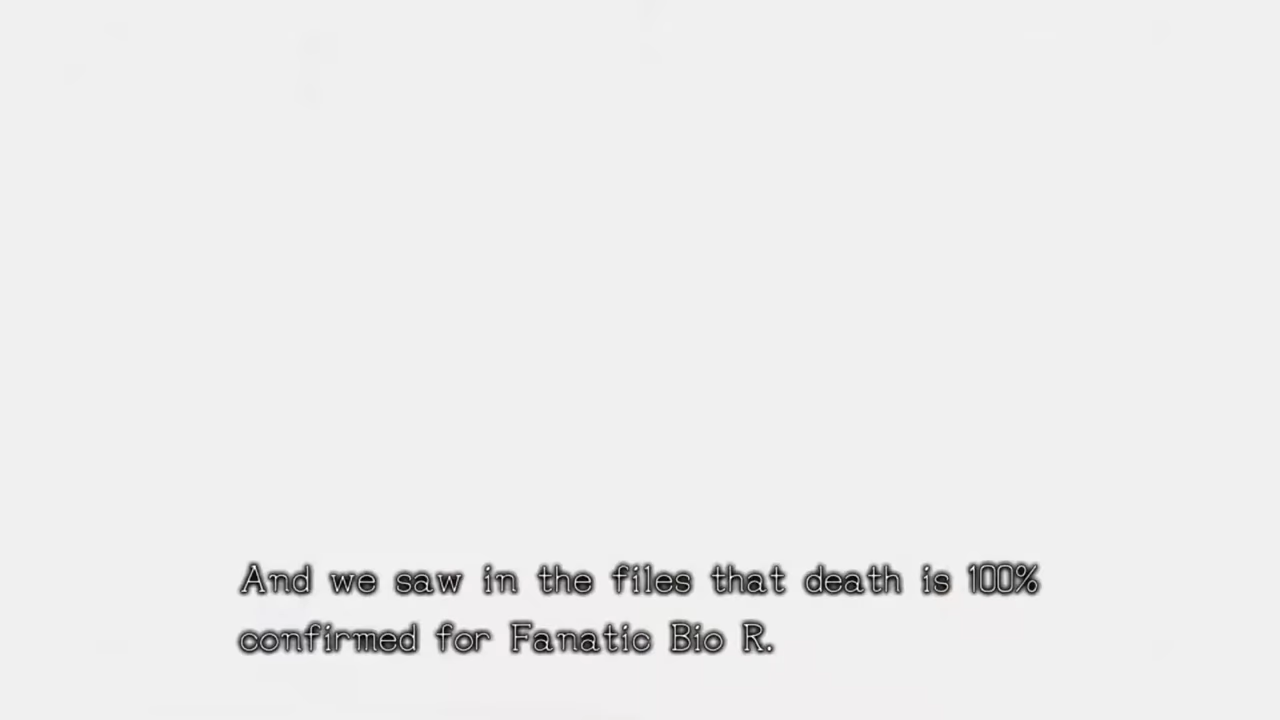 And we saw in the files that death is 100%
confirmed for Fanatic Bio R.